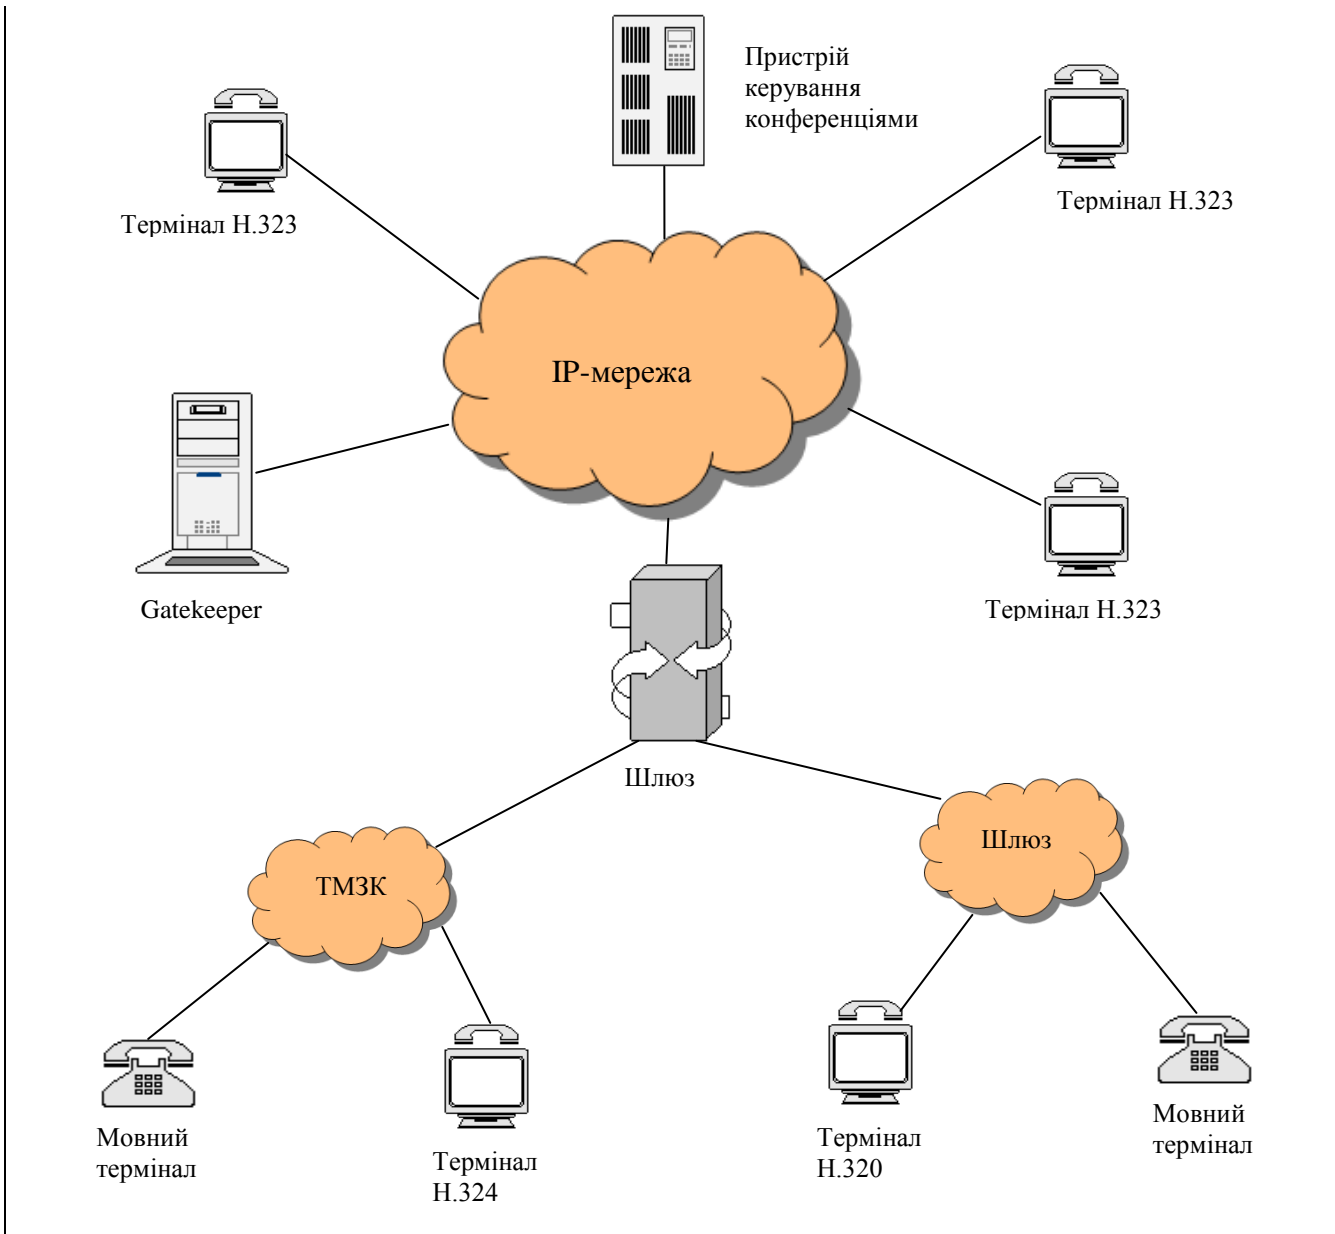 Пристрій
керування
конференціями
Термінал H.323
Термінал H.323
IP-мережа
Gatekeeper
Термінал H.323
Шлюз
ТМЗК
Шлюз
Мовний
термінал
Термінал
H.324
Термінал
H.320
Мовний
термінал